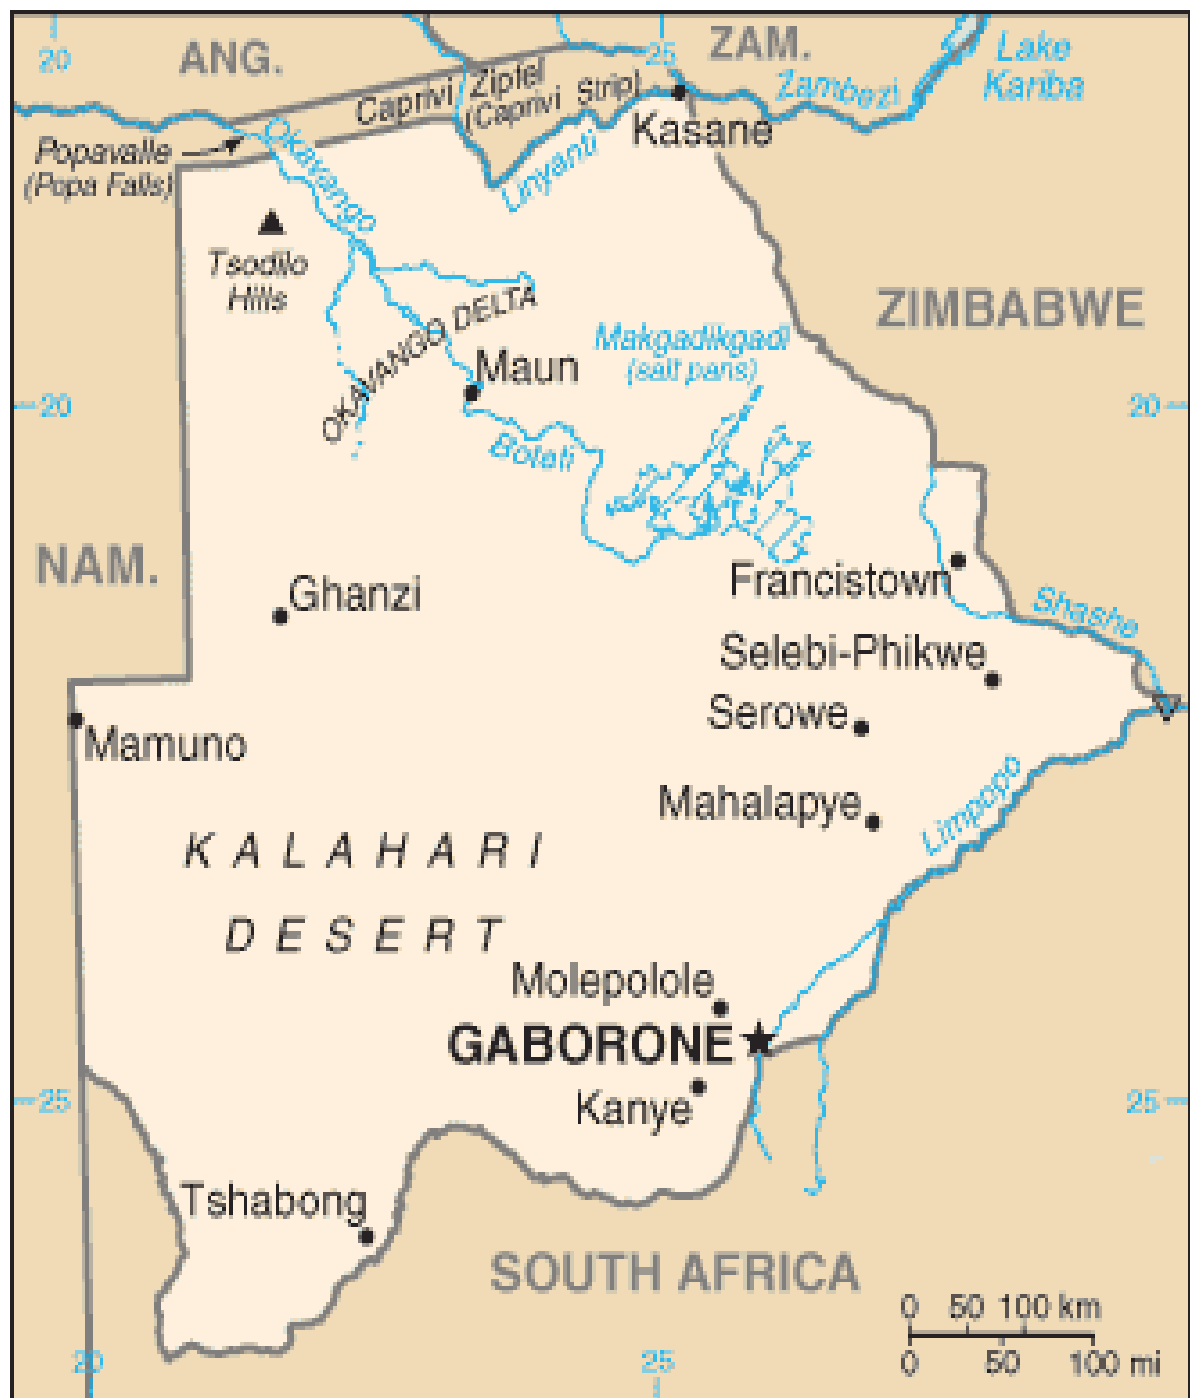 20
ANG.
25
ZAM.
Lake
Kariba
Caprivi Zipfel
(Caprivi Strip)
Zambezi
Kasane
Okavango
Popavalle
(Popa Falls)
Linyanti
Tsodilo
Hills
OKAVANGO DELTA
ZIMBABWE
Makgadikgadi
(salt pans)
Maun
20
20
Boteti
NAM.
Francistown
Ghanzi
Shashe
Selebi-Phikwe
Serowe
Mamuno
Limpopo
Mahalapye
KALAHARI
DESERT
Molepolole
GABORONE
25
25
Kanye
Tshabong
SOUTH AFRICA
0 50 100 km
0 50 100 mi
20
25